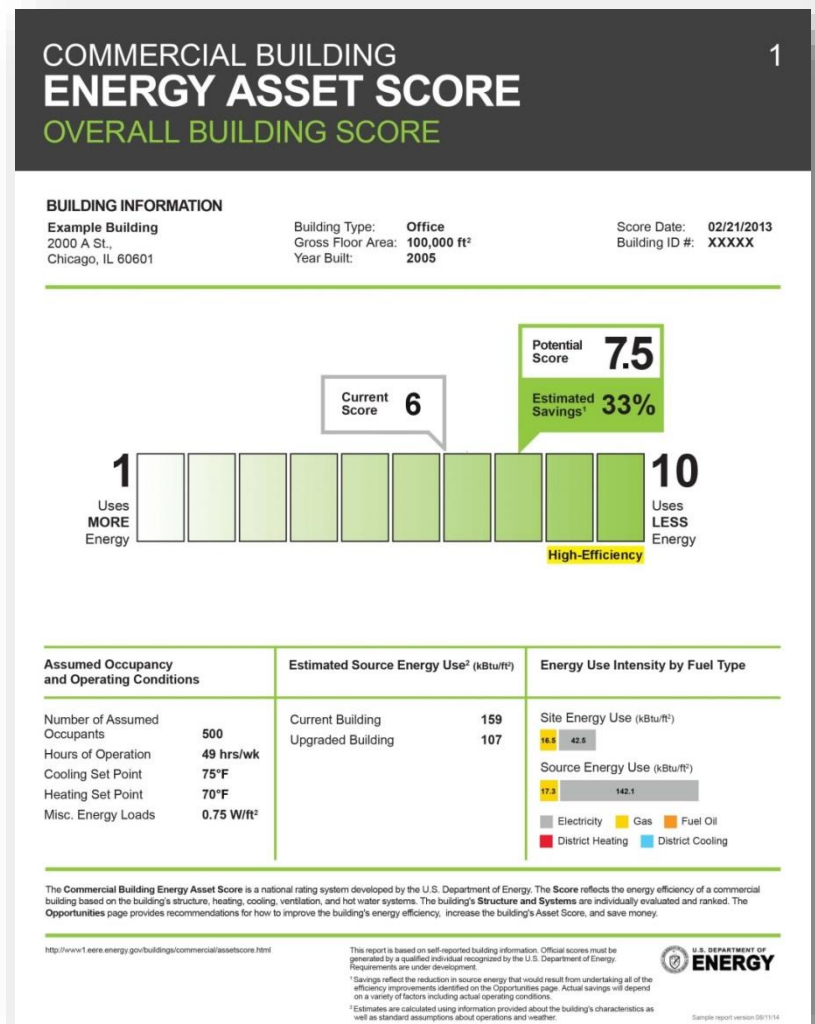 COMMERCIAL BUILDING
1
ENERGY ASSET SCORE
OVERALL BUILDING SCORE
BUILDING INFORMATION
Example Building
2000 A St.,
Chicago, IL 60601
Building Type: Office
Gross Floor Area: 100,000 ft²
Year Built: 2005
Score Date: 02/21/2013
Building ID #: XXXXX
Potential Score 7.5
Estimated Savings¹ 33%
Current Score 6
1
Uses
MORE
Energy
10
Uses
LESS
Energy
High-Efficiency
Assumed Occupancy
and Operating Conditions
Number of Assumed
Occupants 500
Hours of Operation 49 hrs/wk
Cooling Set Point 75°F
Heating Set Point 70°F
Misc. Energy Loads 0.75 W/ft²
Estimated Source Energy Use² (kBtu/ft²)
Current Building 159
Upgraded Building 107
Energy Use Intensity by Fuel Type
Site Energy Use (kBtu/ft²)
16.5 42.5
Source Energy Use (kBtu/ft²)
17.3 142.1
Electricity Gas Fuel Oil
District Heating District Cooling
The Commercial Building Energy Asset Score is a national rating system developed by the U.S. Department of Energy. The Score reflects the energy efficiency of a commercial
building based on the building's structure, heating, cooling, ventilation, and hot water systems. The building's Structure and Systems are individually evaluated and ranked. The
Opportunities page provides recommendations for how to improve the building's energy efficiency, increase the building's Asset Score, and save money.
http://www1.eere.energy.gov/buildings/commercial/assetscore.html
This report is based on self-reported building information. Official scores must be
generated by a qualified individual recognized by the U.S. Department of Energy.
Requirements are under development.
¹ Savings reflect the reduction in source energy that would result from undertaking all of the
efficiency improvements identified on the Opportunities page. Actual savings will depend
on a variety of factors including actual operating conditions.
² Estimates are calculated using information provided about the building's characteristics as
well as standard assumptions about operations and weather.
U.S. DEPARTMENT OF
ENERGY
Sample report version 08/11/14